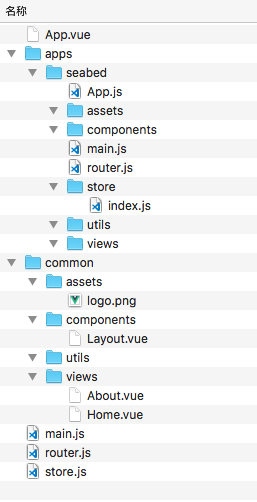 名称
App.vue
apps
seabed
App.js
assets
components
main.js
router.js
store
index.js
utils
views
common
assets
logo.png
components
Layout.vue
utils
views
About.vue
Home.vue
main.js
router.js
store.js